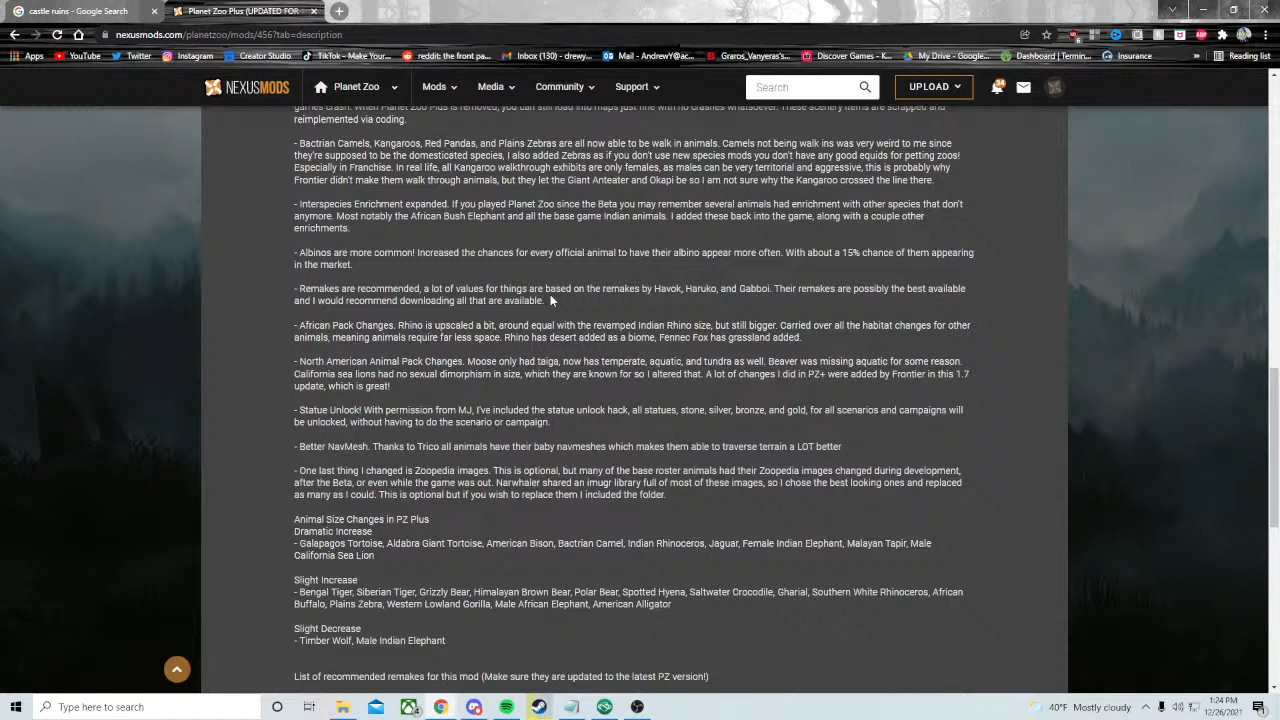 castle ruins - Google Search
Planet Zoo Plus (UPDATED FOR
nexusmods.com/planetzoo/mods/456?tab=description
Apps YouTube Twitter Instagram Creator Studio TikTok - Make Your... reddit: the front pa... Inbox (130) - drewy... Mail - AndrewY@ac... Graros_Vanyeras's... Discover Games - K... My Drive - Google... Dashboard | Termin... Insurance » Reading list
NEXUSMODS Planet Zoo Mods Media Community Support Search UPLOAD
games crash. When Planet Zoo Plus is removed, you can still load into maps just fine with no crashes whatsoever. These scenery items are scrapped and
reimplemented via coding.
- Bactrian Camels, Kangaroos, Red Pandas, and Plains Zebras are all now able to be walk in animals. Camels not being walk ins was very weird to me since
they're supposed to be the domesticated species, I also added Zebras as if you don't use new species mods you don't have any good equids for petting zoos!
Especially in Franchise. In real life, all Kangaroo walkthrough exhibits are only females, as males can be very territorial and aggressive, this is probably why
Frontier didn't make them walk through animals, but they let the Giant Anteater and Okapi be so I am not sure why the Kangaroo crossed the line there.
- Interspecies Enrichment expanded. If you played Planet Zoo since the Beta you may remember several animals had enrichment with other species that don't
anymore. Most notably the African Bush Elephant and all the base game Indian animals. I added these back into the game, along with a couple other
enrichments.
- Albinos are more common! Increased the chances for every official animal to have their albino appear more often. With about a 15% chance of them appearing
in the market.
- Remakes are recommended, a lot of values for things are based on the remakes by Havok, Haruko, and Gabboi. Their remakes are possibly the best available
and I would recommend downloading all that are available.
- African Pack Changes. Rhino is upscaled a bit, around equal with the revamped Indian Rhino size, but still bigger. Carried over all the habitat changes for other
animals, meaning animals require far less space. Rhino has desert added as a biome, Fennec Fox has grassland added.
- North American Animal Pack Changes. Moose only had taiga, now has temperate, aquatic, and tundra as well. Beaver was missing aquatic for some reason.
California sea lions had no sexual dimorphism in size, which they are known for so I altered that. A lot of changes I did in PZ+ were added by Frontier in this 1.7
update, which is great!
- Statue Unlock! With permission from MJ, I've included the statue unlock hack, all statues, stone, silver, bronze, and gold, for all scenarios and campaigns will
be unlocked, without having to do the scenario or campaign.
- Better NavMesh. Thanks to Trico all animals have their baby navmeshes which makes them able to traverse terrain a LOT better
- One last thing I changed is Zoopedia images. This is optional, but many of the base roster animals had their Zoopedia images changed during development,
after the Beta, or even while the game was out. Narwhaler shared an imugr library full of most of these images, so I chose the best looking ones and replaced
as many as I could. This is optional but if you wish to replace them I included the folder.
Animal Size Changes in PZ Plus
Dramatic Increase
- Galapagos Tortoise, Aldabra Giant Tortoise, American Bison, Bactrian Camel, Indian Rhinoceros, Jaguar, Female Indian Elephant, Malayan Tapir, Male
California Sea Lion
Slight Increase
- Bengal Tiger, Siberian Tiger, Grizzly Bear, Himalayan Brown Bear, Polar Bear, Spotted Hyena, Saltwater Crocodile, Gharial, Southern White Rhinoceros, African
Buffalo, Plains Zebra, Western Lowland Gorilla, Male African Elephant, American Alligator
Slight Decrease
- Timber Wolf, Male Indian Elephant
List of recommended remakes for this mod (Make sure they are updated to the latest PZ version!)
Type here to search 40°F Mostly cloudy 1:24 PM
12/26/2021